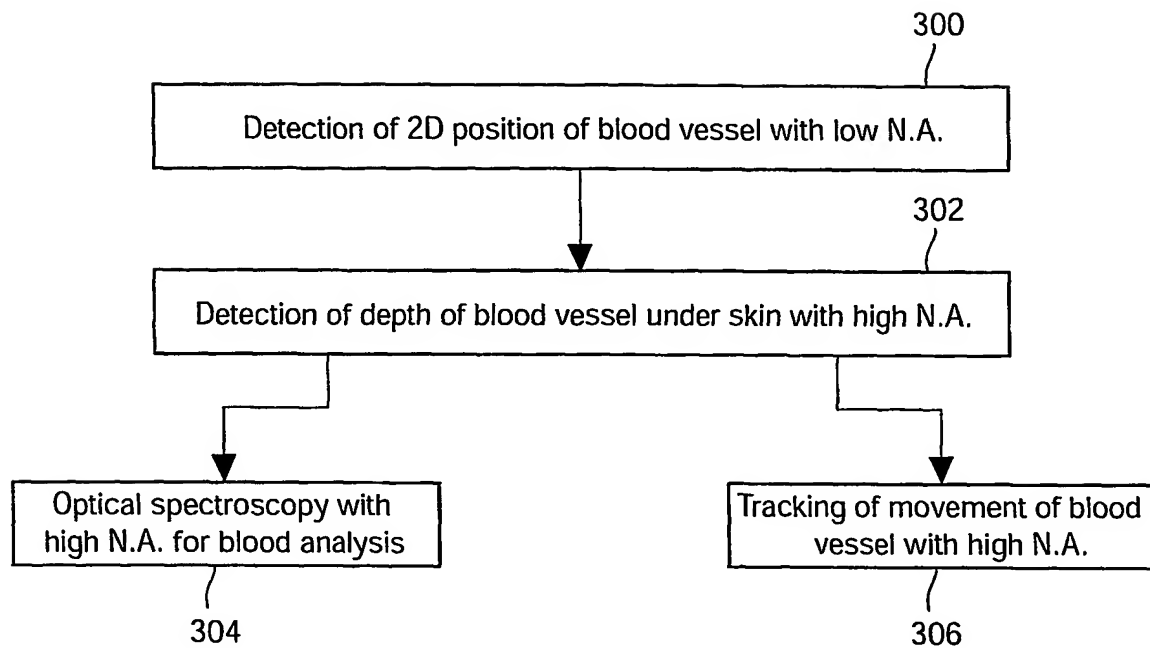 300
Detection of 2D position of blood vessel with low N.A.
302
Detection of depth of blood vessel under skin with high N.A.
Optical spectroscopy with
high N.A. for blood analysis
304
Tracking of movement of blood
vessel with high N.A.
306